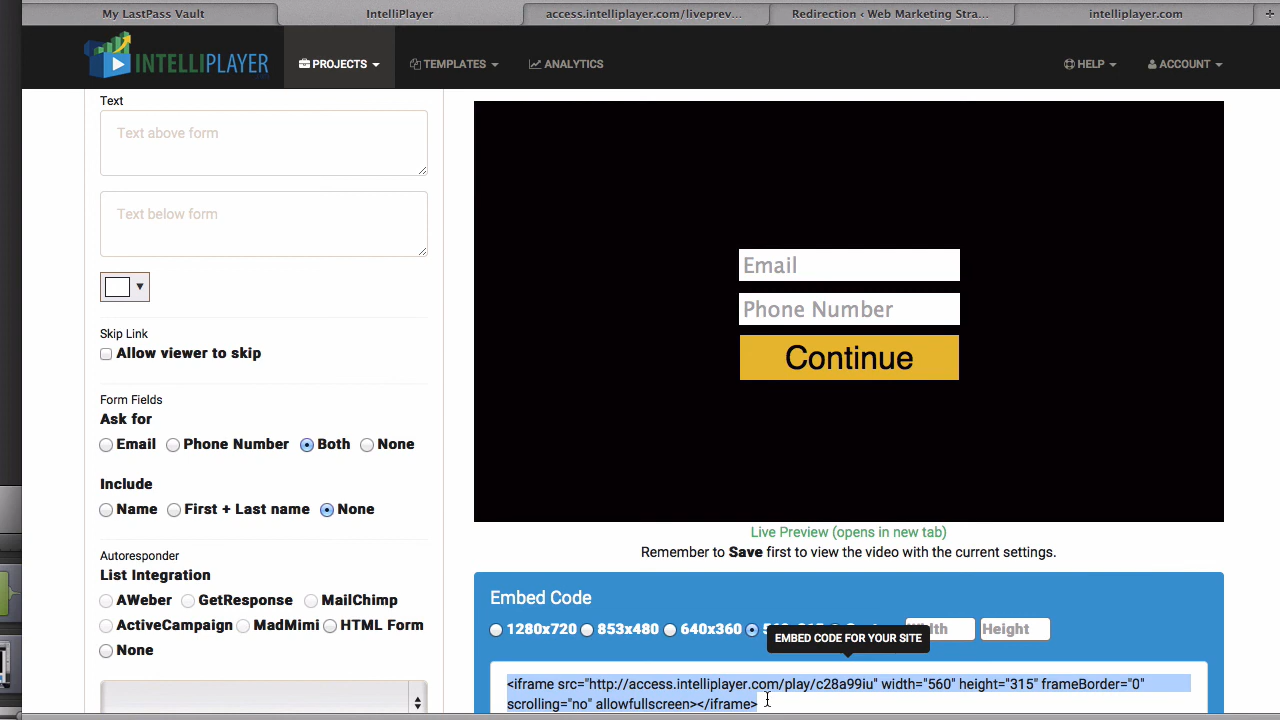 My LastPass Vault
IntelliPlayer
access.intelliplayer.com/liveprev...
Redirection ‹ Web Marketing Stra...
intelliplayer.com
+
INTELLIPLAYER
PROJECTS
TEMPLATES
ANALYTICS
HELP
ACCOUNT
Text
Text above form
Text below form
Skip Link
Allow viewer to skip
Form Fields
Ask for
Email Phone Number Both None
Include
Name First + Last name None
Autoresponder
List Integration
AWeber GetResponse MailChimp
ActiveCampaign MadMimi HTML Form
None
Email
Phone Number
Continue
Live Preview (opens in new tab)
Remember to Save first to view the video with the current settings.
Embed Code
1280x720 853x480 640x360 Height
EMBED CODE FOR YOUR SITE
<iframe src="http://access.intelliplayer.com/play/c28a99iu" width="560" height="315" frameBorder="0"
scrolling="no" allowfullscreen></iframe>